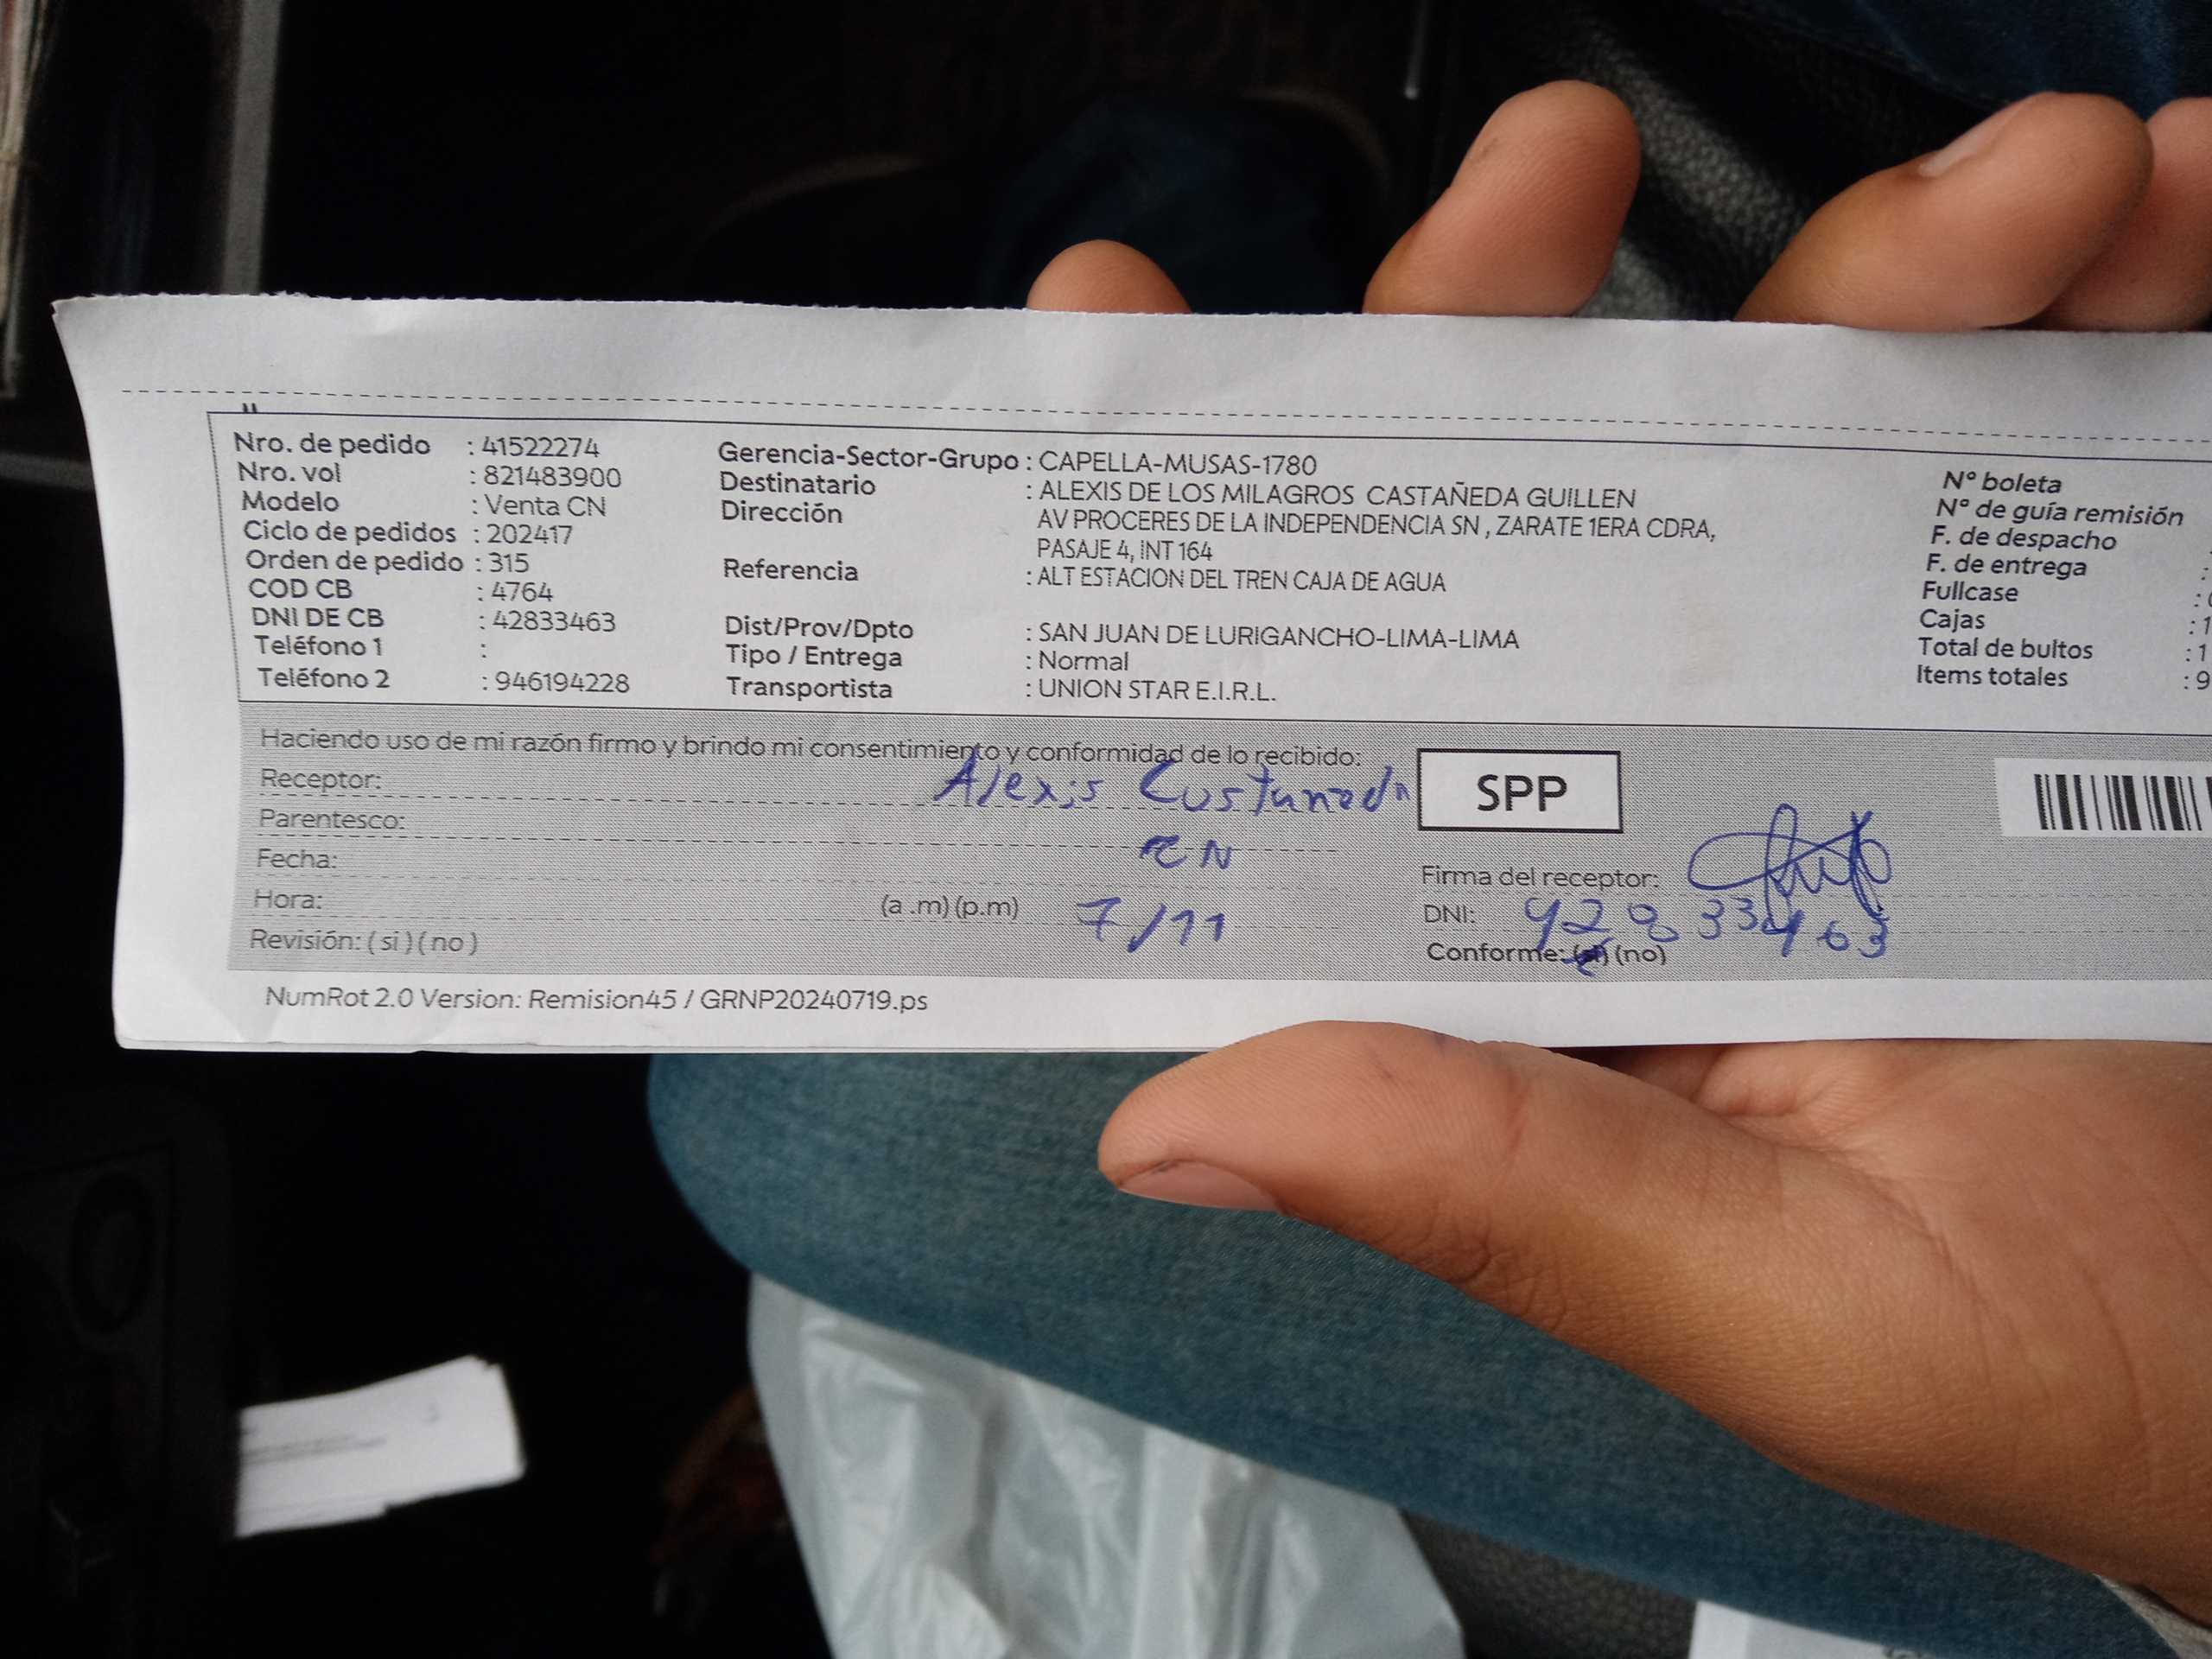 Nro. de pedido : 41522274
Nro. vol : 821483900
Modelo : Venta CN
Ciclo de pedidos : 202417
Orden de pedido : 315
COD CB : 4764
DNI DE CB : 42833463
Teléfono 1 :
Teléfono 2 : 946194228
Gerencia-Sector-Grupo : CAPELLA-MUSAS-1780
Destinatario : ALEXIS DE LOS MILAGROS CASTAÑEDA GUILLEN
Dirección AV PROCERES DE LA INDEPENDENCIA SN , ZARATE 1ERA CDRA,
PASAJE 4, INT 164
Referencia : ALT ESTACION DEL TREN CAJA DE AGUA
Dist/Prov/Dpto : SAN JUAN DE LURIGANCHO-LIMA-LIMA
Tipo / Entrega : Normal
Transportista : UNION STAR E.I.R.L.
N° boleta
N° de guía remisión
F. de despacho
F. de entrega :
Fullcase :
Cajas : 1
Total de bultos : 1
Items totales : 9
Haciendo uso de mi razón firmo y brindo mi consentimiento y conformidad de lo recibido:
Receptor: Alexis Custaneda
Parentesco:
Fecha:
Hora: (a .m) (p.m) 7/11
Revisión: ( si ) ( no )
SPP
Firma del receptor:
DNI: 42833463
Conforme: (si) (no)
NumRot 2.0 Version: Remision45 / GRNP20240719.ps